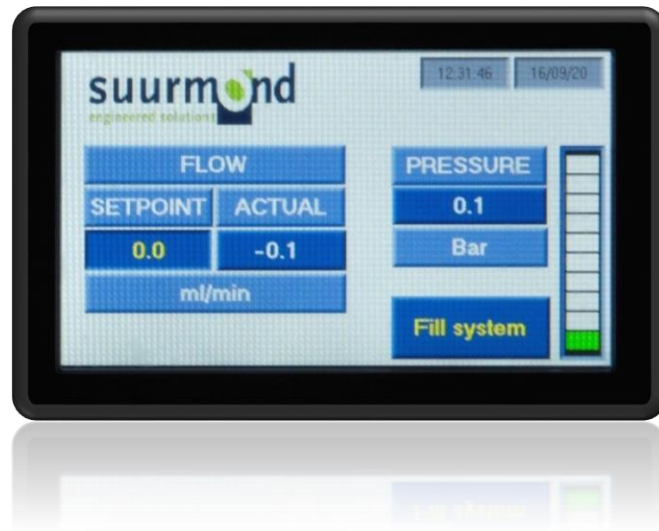 suurmond
engineered solutions
12:31:46 16/09/20
FLOW
SETPOINT ACTUAL
0.0 -0.1
ml/min
PRESSURE
0.1
Bar
Fill system